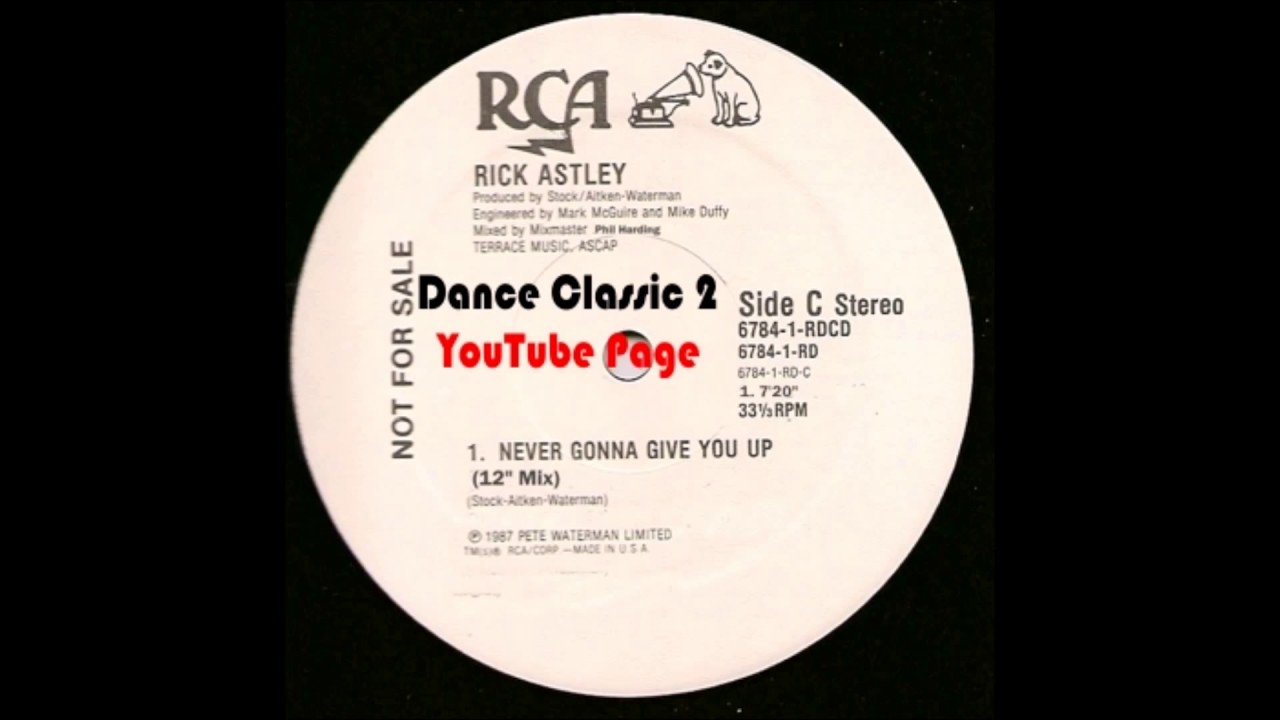 RCA
RICK ASTLEY
Produced by Stock/Aitken-Waterman
Engineered by Mark McGuire and Mike Duffy
Mixed by Mixmaster Phil Harding
TERRACE MUSIC, ASCAP
NOT FOR SALE
Dance Classic 2
YouTube Page
Side C Stereo
6784-1-RDCD
6784-1-RD
6784-1-RD-C
1. 7'20"
33⅓ RPM
1. NEVER GONNA GIVE YOU UP
(12" Mix)
(Stock-Aitken-Waterman)
℗ 1987 PETE WATERMAN LIMITED
TM(s)® RCA/CORP —MADE IN U S A